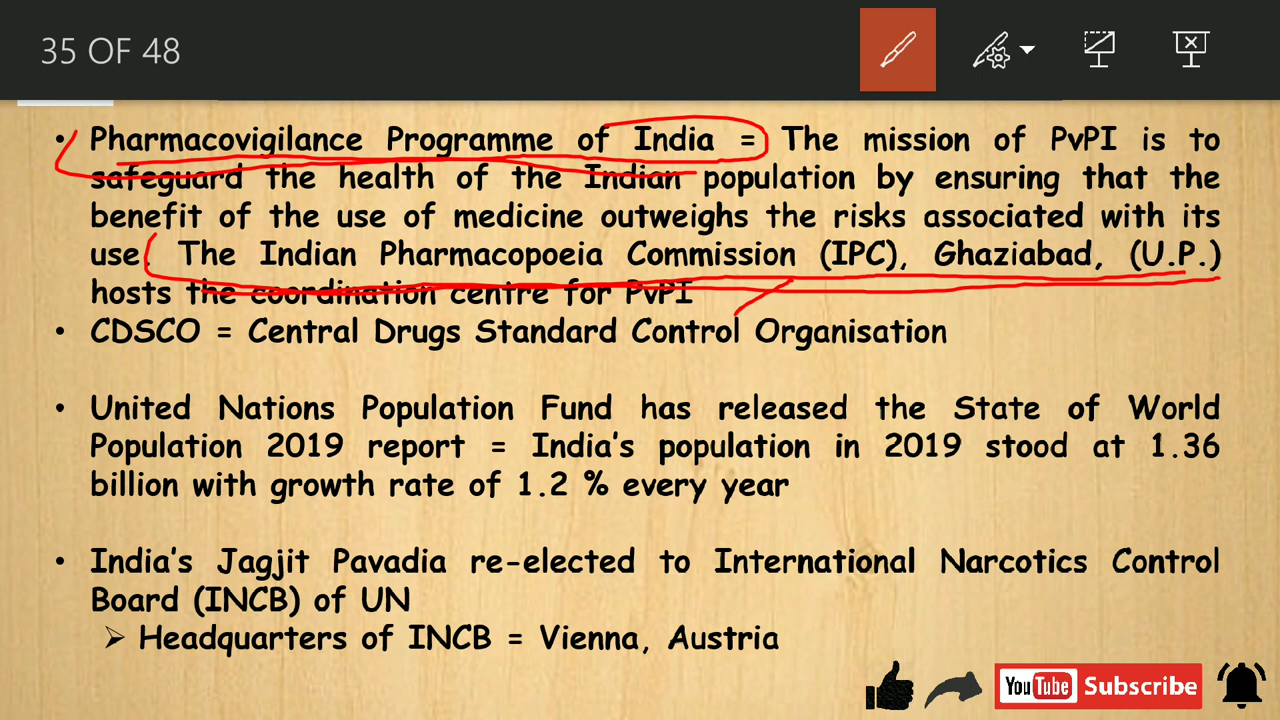 35 OF 48
• Pharmacovigilance Programme of India = The mission of PvPI is to
safeguard the health of the Indian population by ensuring that the
benefit of the use of medicine outweighs the risks associated with its
use. The Indian Pharmacopoeia Commission (IPC), Ghaziabad, (U.P.)
hosts the coordination centre for PvPI
• CDSCO = Central Drugs Standard Control Organisation
• United Nations Population Fund has released the State of World
Population 2019 report = India's population in 2019 stood at 1.36
billion with growth rate of 1.2 % every year
• India's Jagjit Pavadia re-elected to International Narcotics Control
Board (INCB) of UN
➢ Headquarters of INCB = Vienna, Austria
YouTube Subscribe